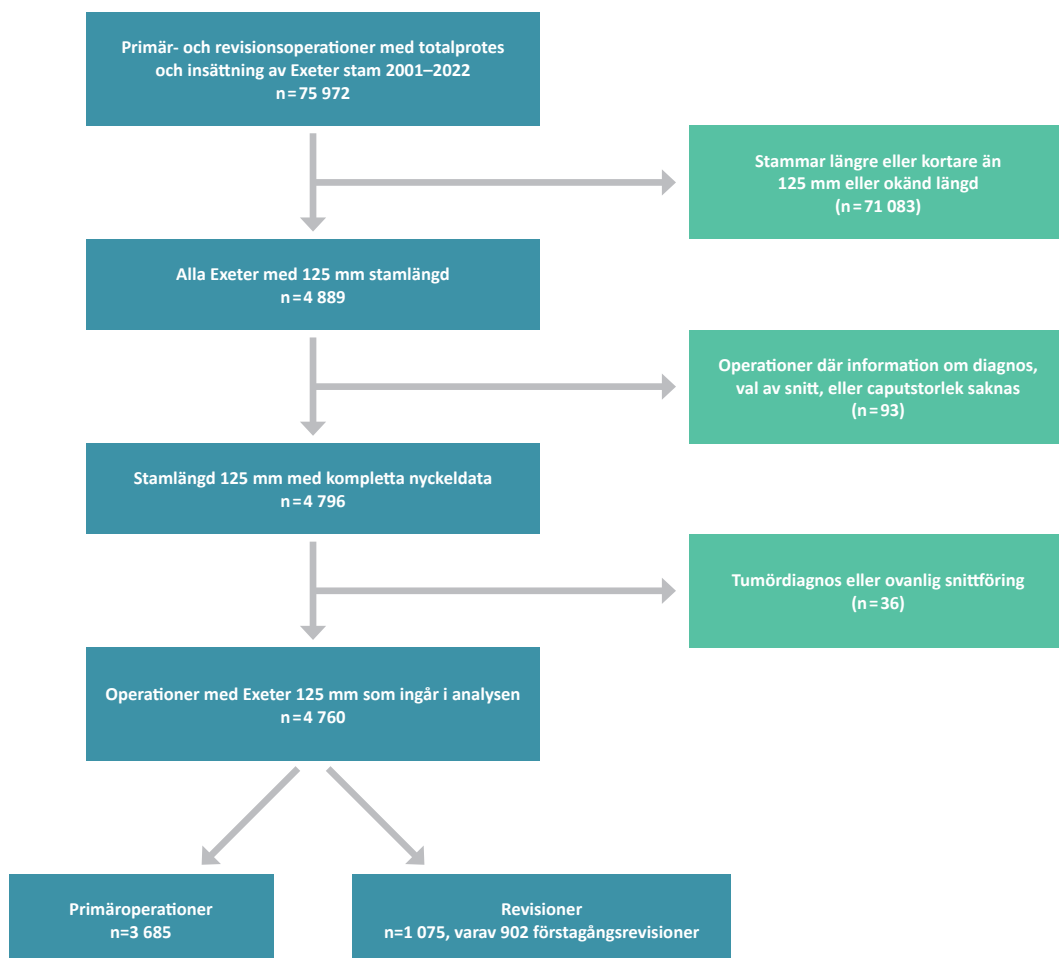 Primär- och revisionsoperationer med totalprotes
och insättning av Exeter stam 2001–2022
n=75 972
Stammar längre eller kortare än
125 mm eller okänd längd
(n=71 083)
Alla Exeter med 125 mm stamlängd
n=4 889
Operationer där information om diagnos,
val av snitt, eller caputstorlek saknas
(n=93)
Stamlängd 125 mm med kompletta nyckeldata
n=4 796
Tumördiagnos eller ovanlig snittföring
(n=36)
Operationer med Exeter 125 mm som ingår i analysen
n=4 760
Primäroperationer
n=3 685
Revisioner
n=1 075, varav 902 förstagångsrevisioner